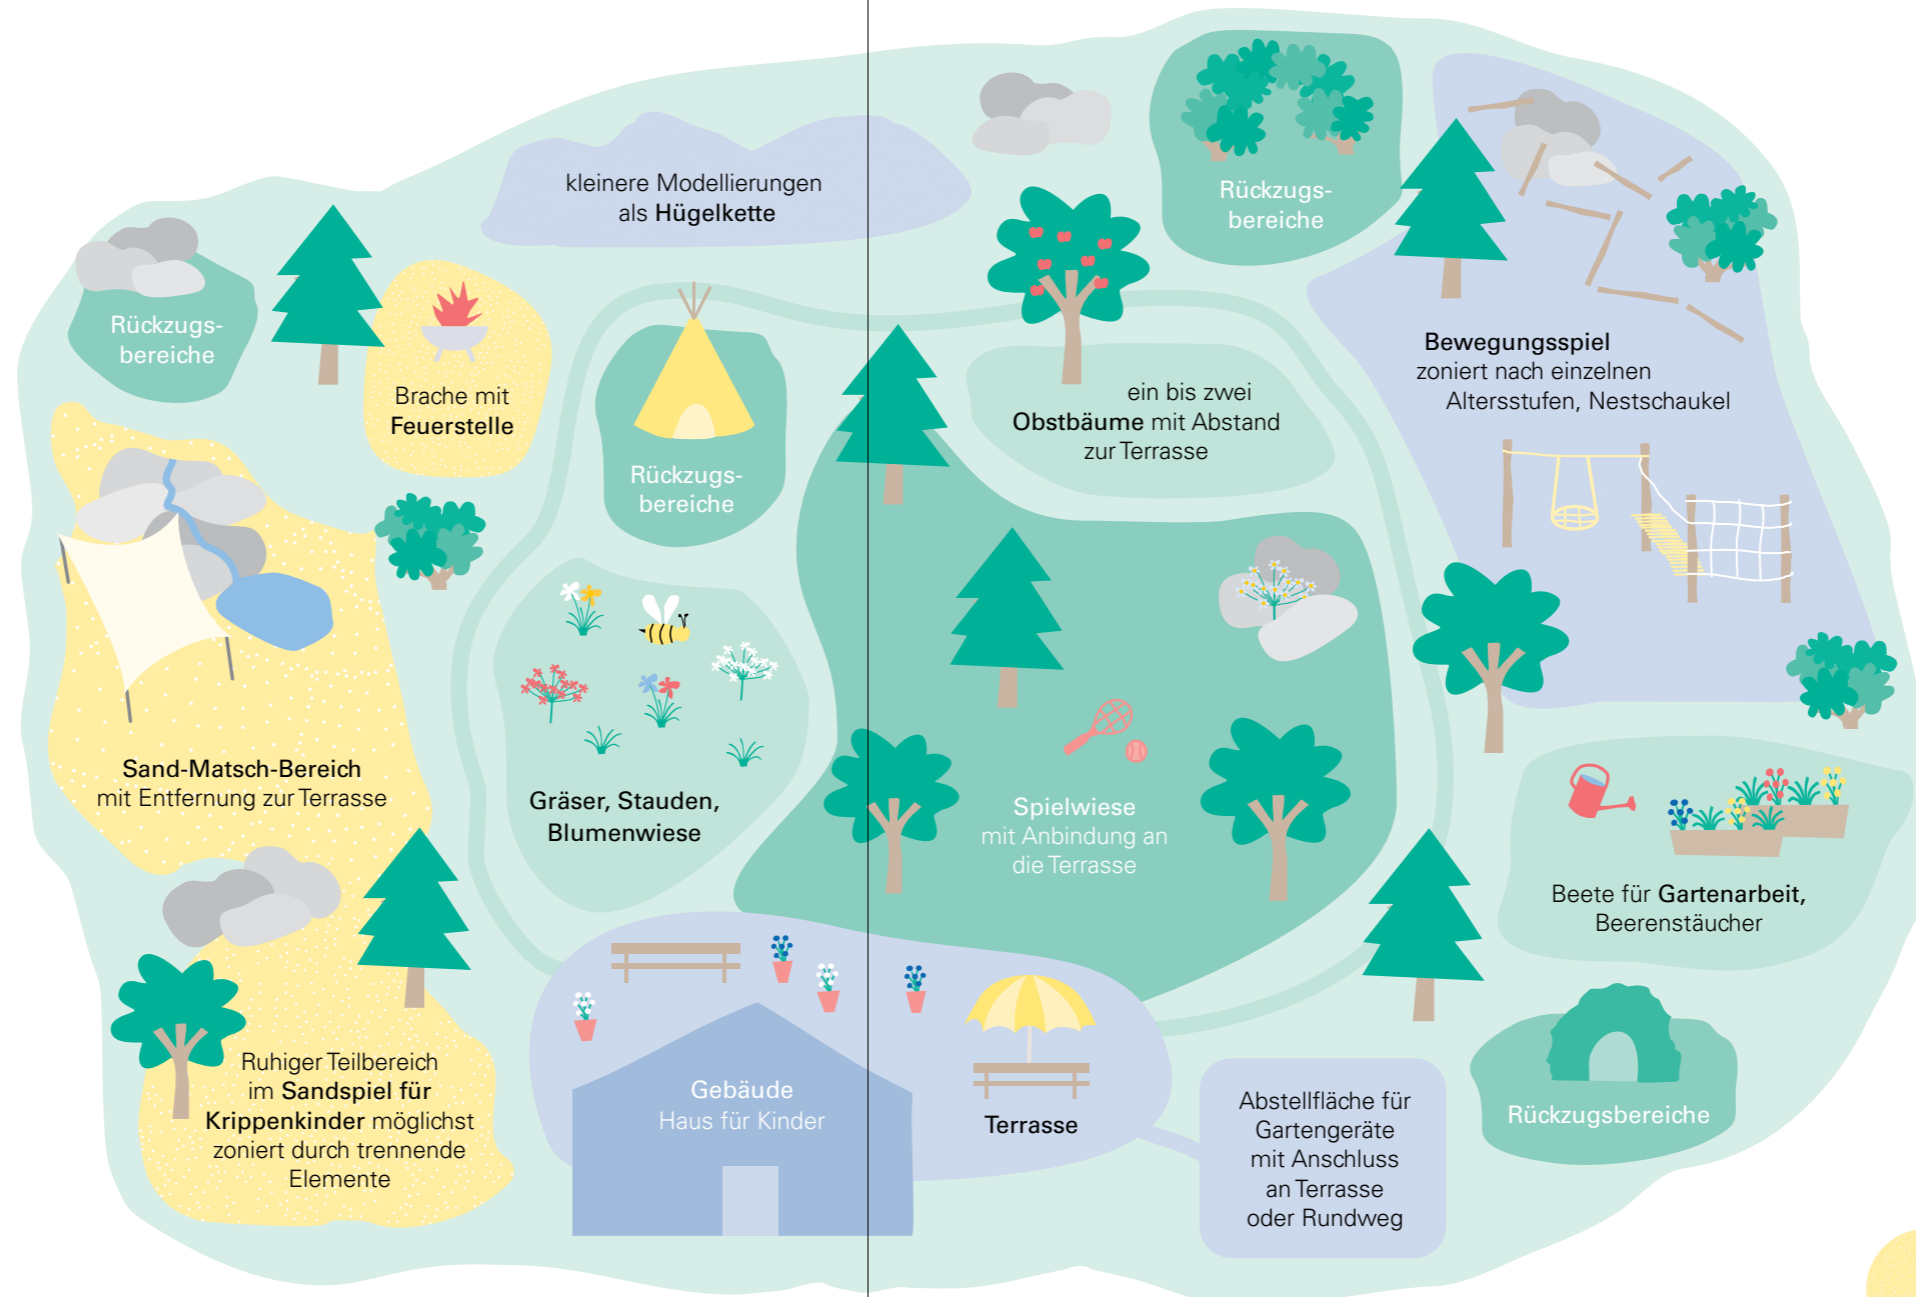 kleinere Modellierungen
als Hügelkette
Rückzugs-
bereiche
Rückzugs-
bereiche
Brache mit
Feuerstelle
Rückzugs-
bereiche
ein bis zwei
Obstbäume mit Abstand
zur Terrasse
Bewegungsspiel
zoniert nach einzelnen
Altersstufen, Nestschaukel
Sand-Matsch-Bereich
mit Entfernung zur Terrasse
Gräser, Stauden,
Blumenwiese
Spielwiese
mit Anbindung an
die Terrasse
Beete für Gartenarbeit,
Beerenstäucher
Ruhiger Teilbereich
im Sandspiel für
Krippenkinder möglichst
zoniert durch trennende
Elemente
Gebäude
Haus für Kinder
Terrasse
Abstellfläche für
Gartengeräte
mit Anschluss
an Terrasse
oder Rundweg
Rückzugsbereiche